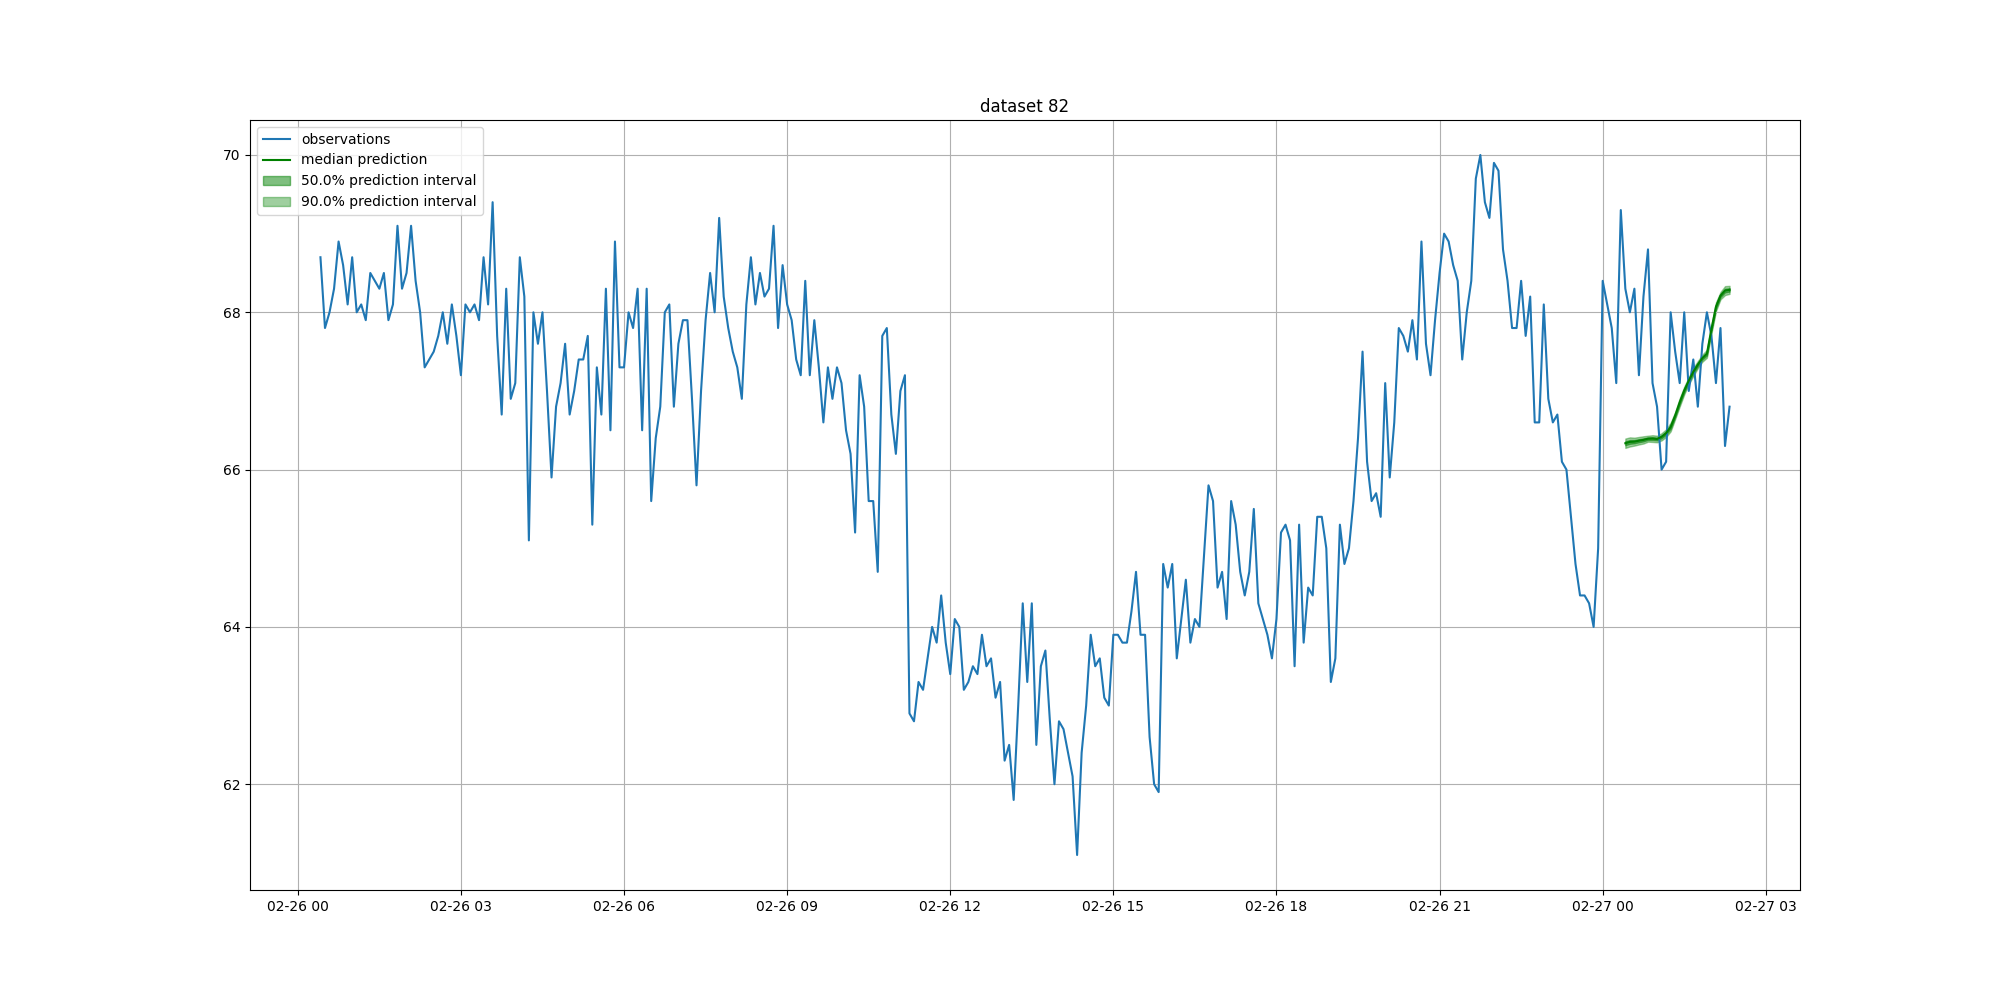 dataset 82
observations
median prediction
50.0% prediction interval
90.0% prediction interval
70
68
66
64
62
02-26 00 02-26 03 02-26 06 02-26 09 02-26 12 02-26 15 02-26 18 02-26 21 02-27 00 02-27 03